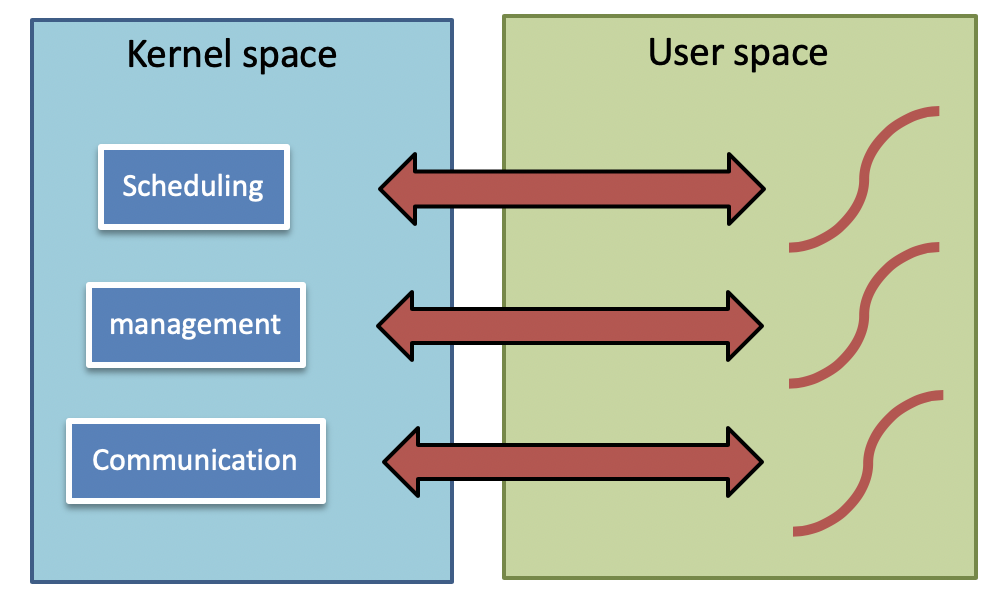 Kernel space
User space
Scheduling
management
Communication